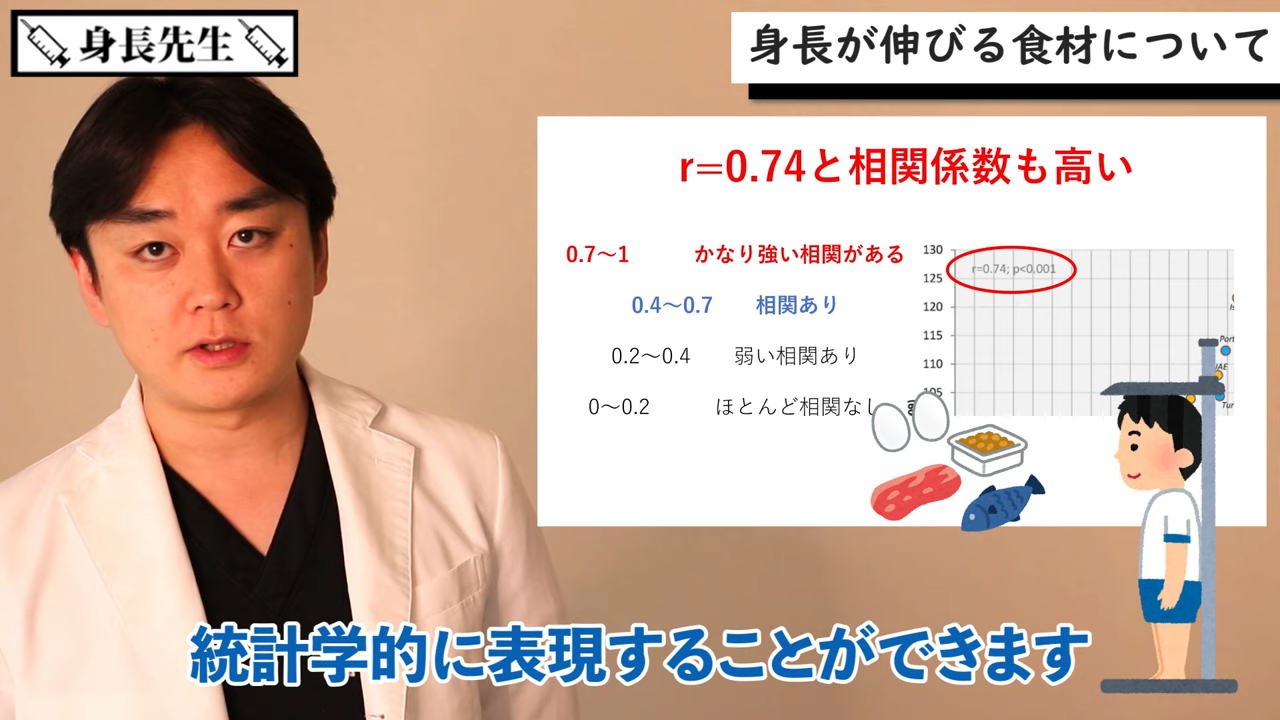 身長先生
身長が伸びる食材について
r=0.74と相関係数も高い
0.7～1 かなり強い相関がある
0.4～0.7 相関あり
0.2～0.4 弱い相関あり
0～0.2 ほとんど相関なし
130
r=0.74; p<0.001
125
120
115
110
105
UAE
統計学的に表現することができます